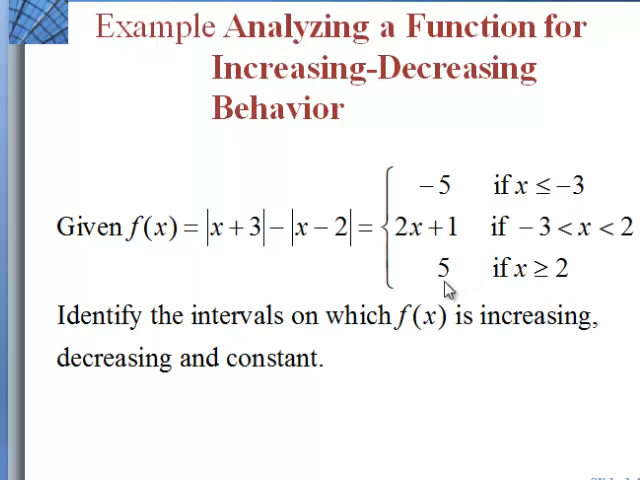 Example Analyzing a Function for
Increasing-Decreasing
Behavior
−5 if x ≤ −3
Given f(x) = |x + 3| − |x − 2| = { 2x + 1 if −3 < x < 2
5 if x ≥ 2
Identify the intervals on which f(x) is increasing,
decreasing and constant.